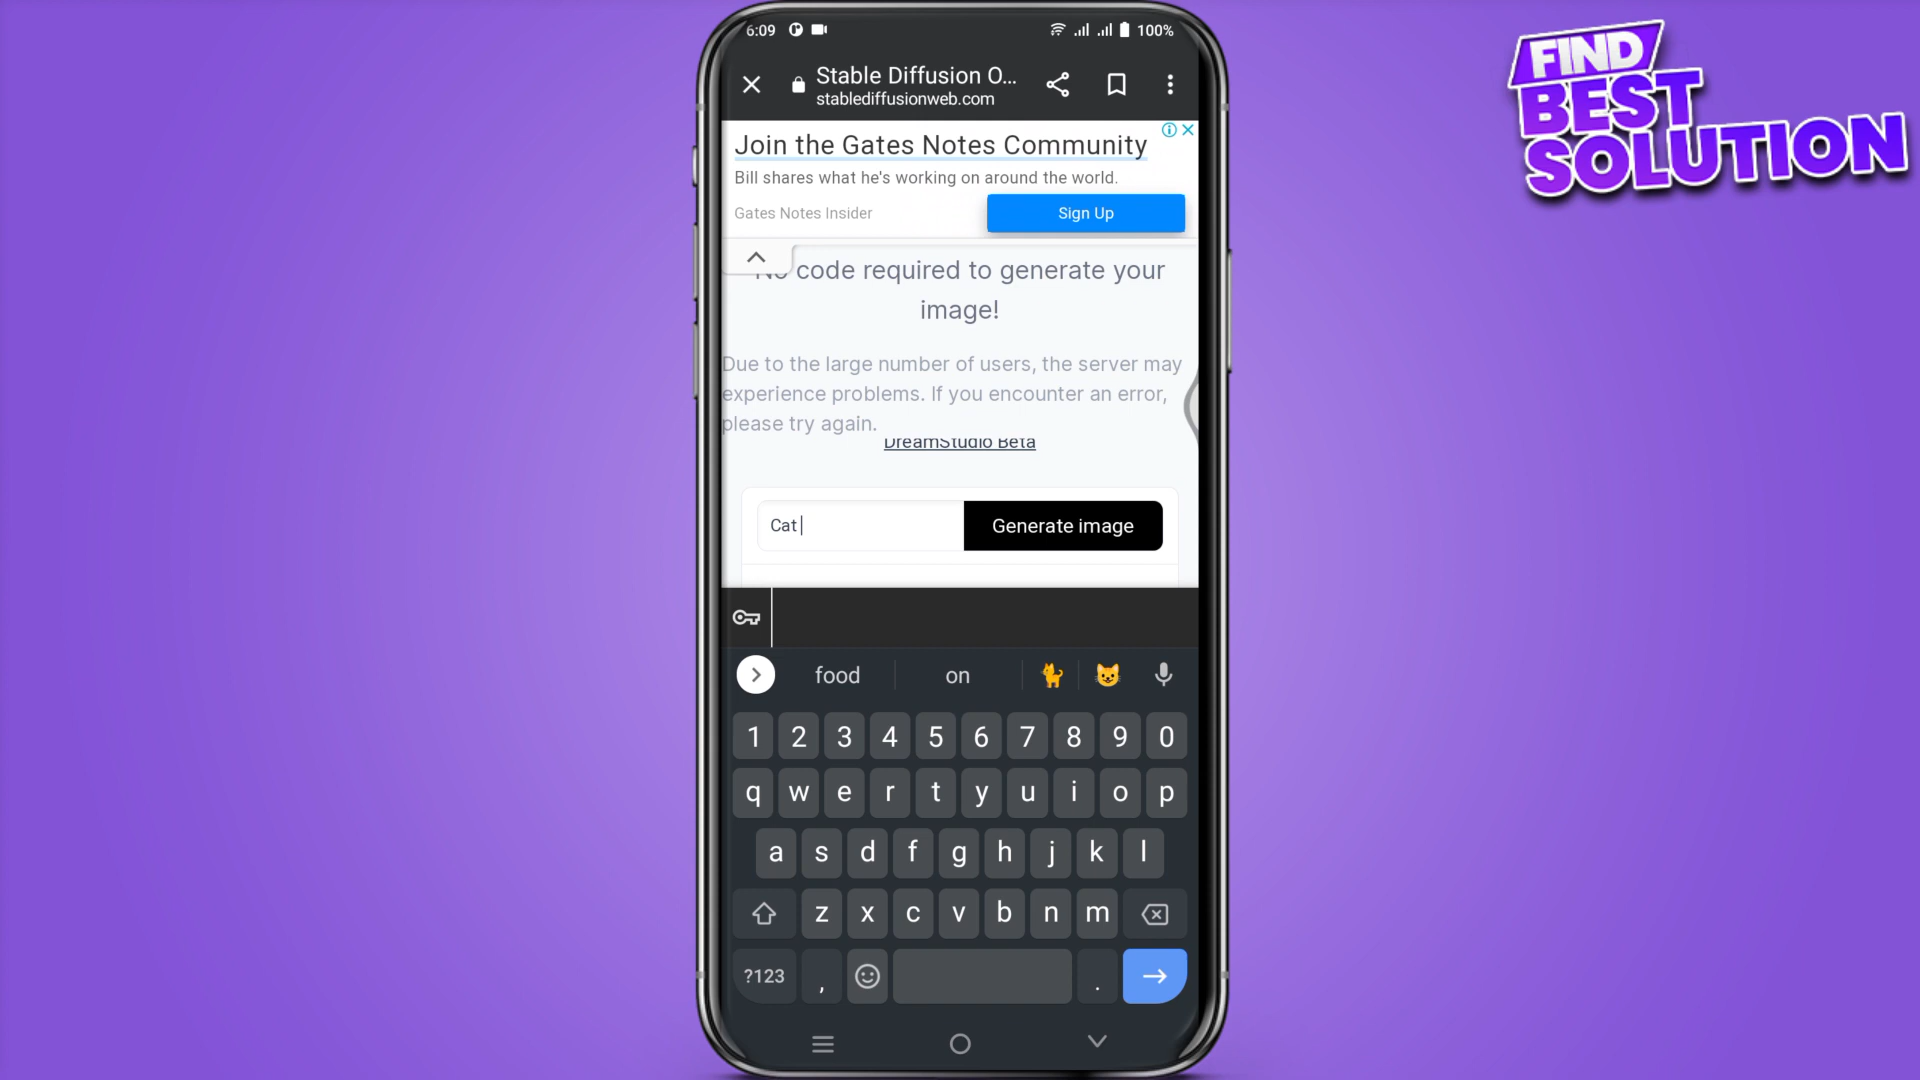 6:09
100%
Stable Diffusion O...
stablediffusionweb.com
FIND
BEST
SOLUTION
Join the Gates Notes Community
Bill shares what he's working on around the world.
Gates Notes Insider
Sign Up
No code required to generate your
image!
Due to the large number of users, the server may
experience problems. If you encounter an error,
please try again.
DreamStudio Beta
Cat
Generate image
food on
1 2 3 4 5 6 7 8 9 0
q w e r t y u i o p
a s d f g h j k l
z x c v b n m
?123 , .